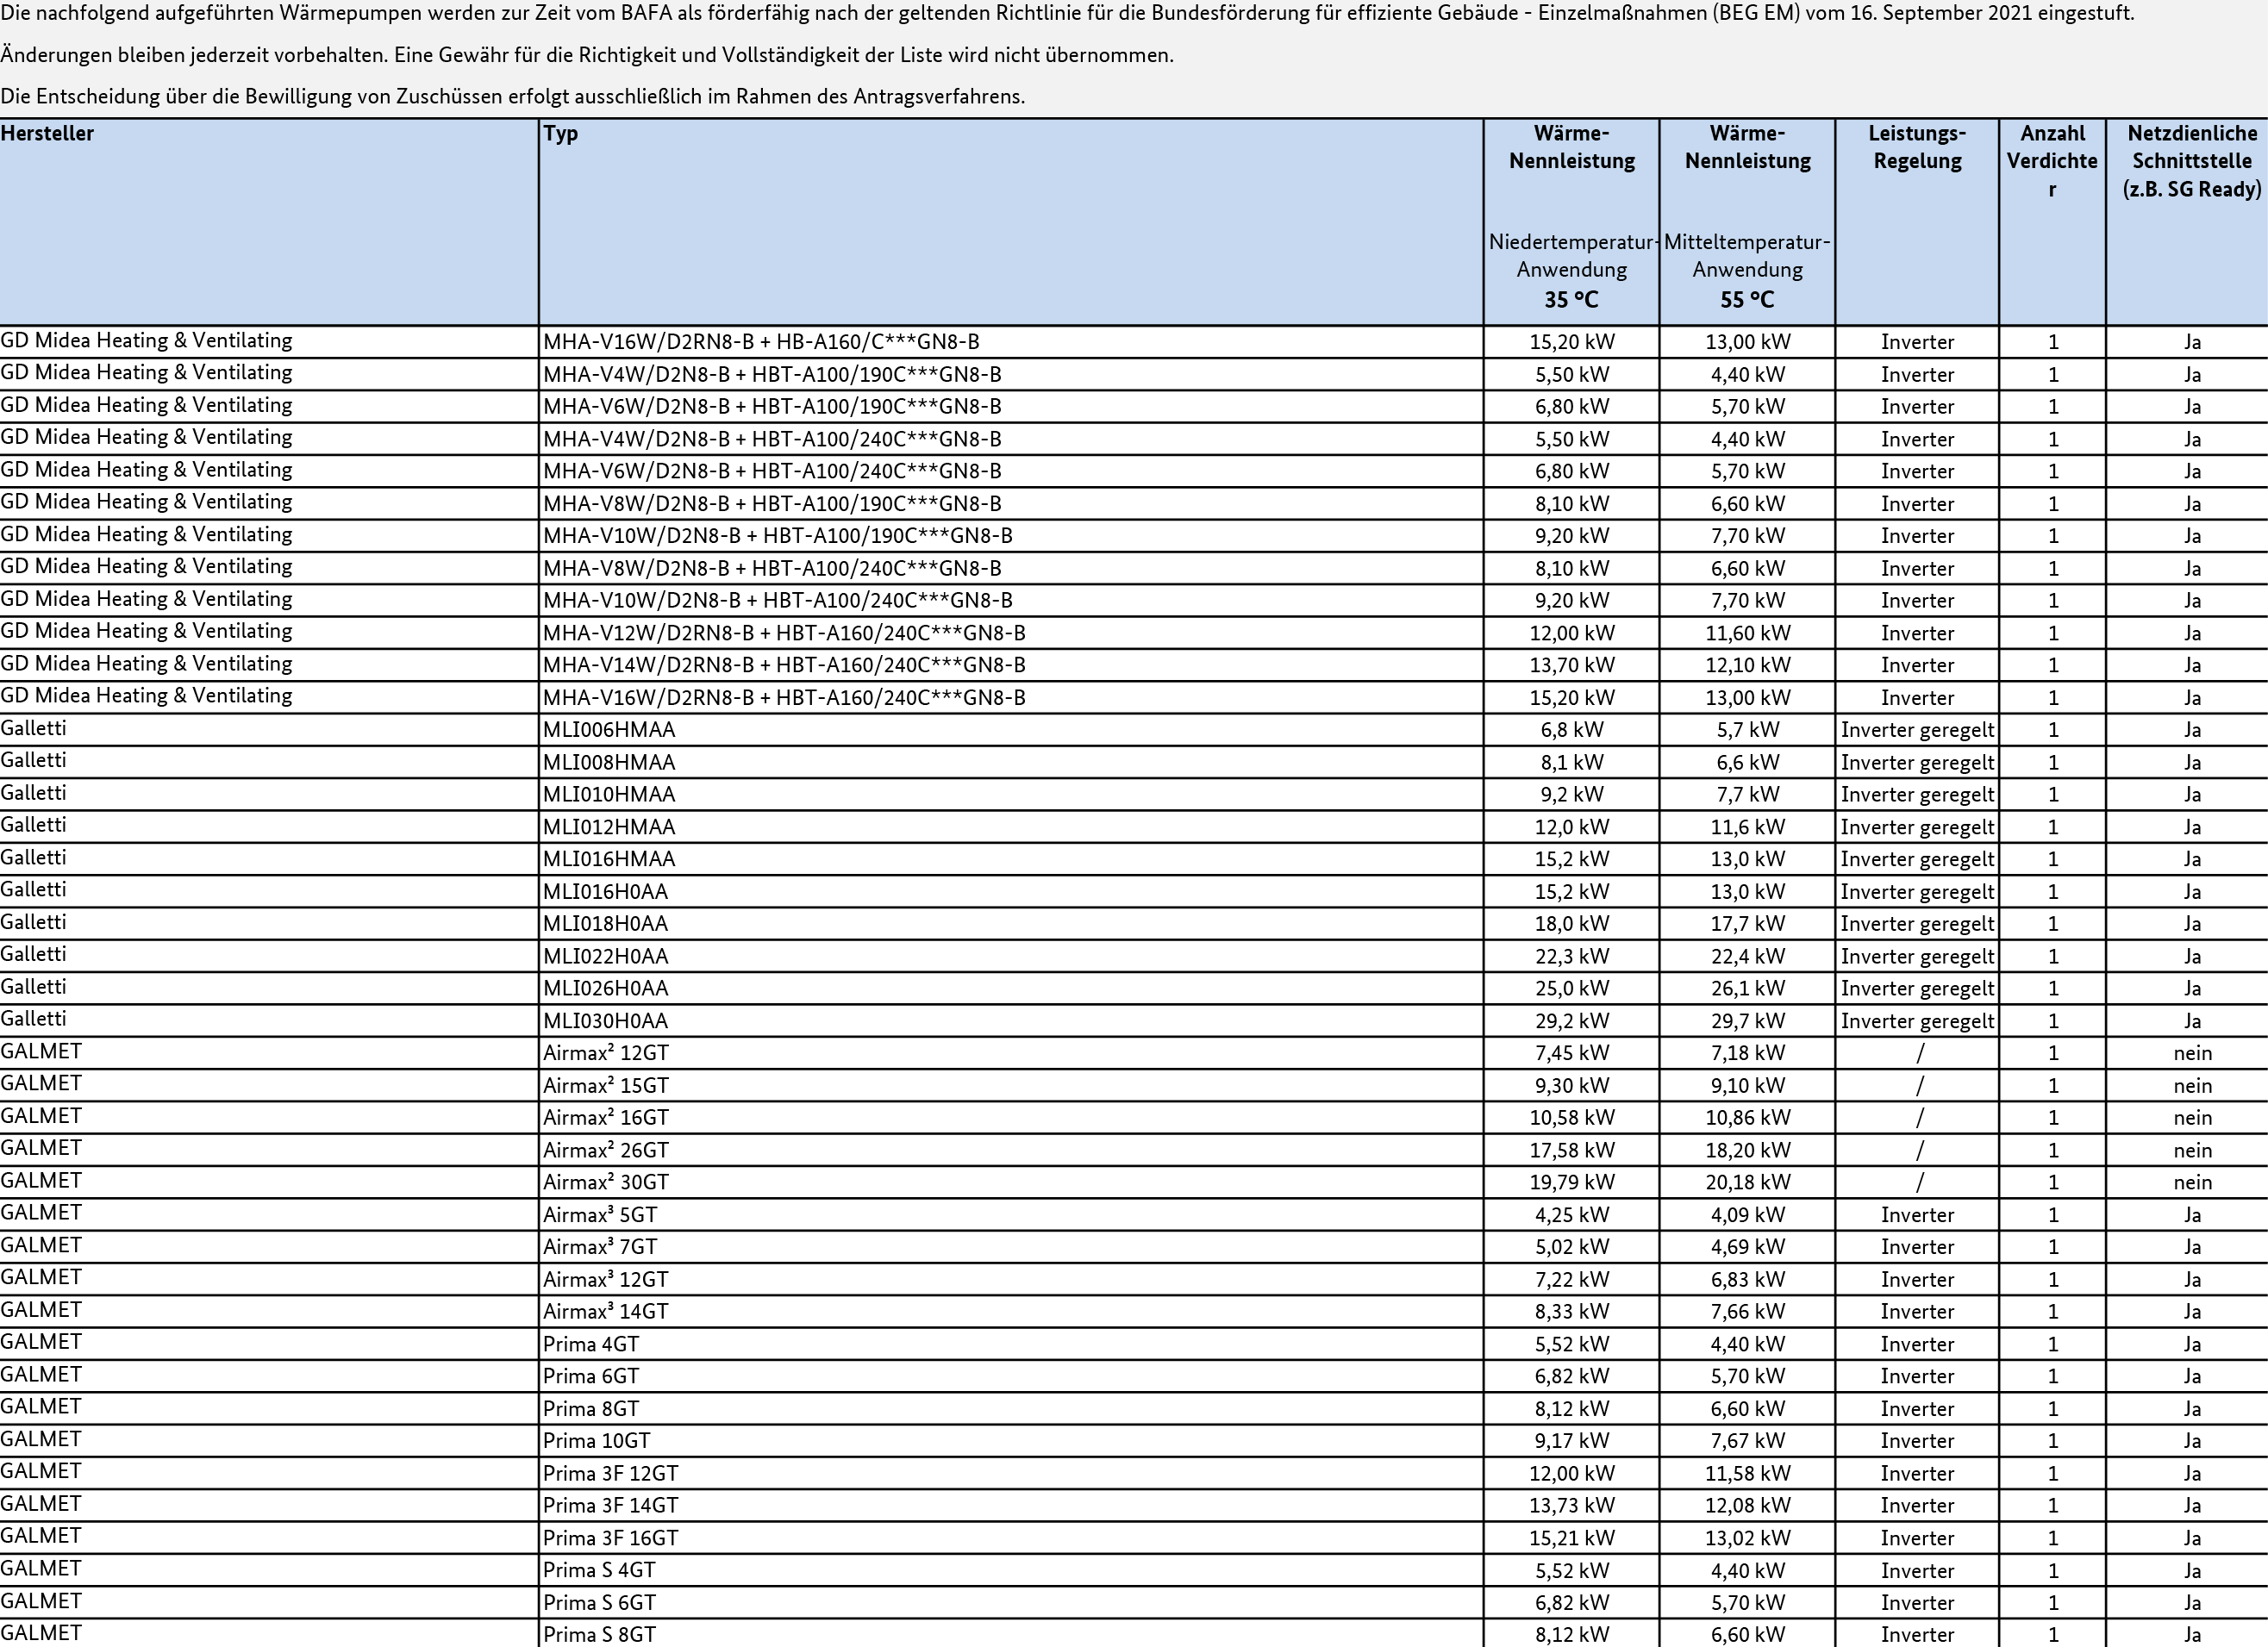 Die nachfolgend aufgeführten Wärmepumpen werden zur Zeit vom BAFA als förderfähig nach der geltenden Richtlinie für die Bundesförderung für effiziente Gebäude - Einzelmaßnahmen (BEG EM) vom 16. September 2021 eingestuft.
Änderungen bleiben jederzeit vorbehalten. Eine Gewähr für die Richtigkeit und Vollständigkeit der Liste wird nicht übernommen.
Die Entscheidung über die Bewilligung von Zuschüssen erfolgt ausschließlich im Rahmen des Antragsverfahrens.
Hersteller Typ Wärme- Wärme- Leistungs- Anzahl Netzdienliche
Nennleistung Nennleistung Regelung Verdichte Schnittstelle
r (z.B. SG Ready)
Niedertemperatur- Mitteltemperatur-
Anwendung Anwendung
35 °C 55 °C
GD Midea Heating & Ventilating MHA-V16W/D2RN8-B + HB-A160/C***GN8-B 15,20 kW 13,00 kW Inverter 1 Ja
GD Midea Heating & Ventilating MHA-V4W/D2N8-B + HBT-A100/190C***GN8-B 5,50 kW 4,40 kW Inverter 1 Ja
GD Midea Heating & Ventilating MHA-V6W/D2N8-B + HBT-A100/190C***GN8-B 6,80 kW 5,70 kW Inverter 1 Ja
GD Midea Heating & Ventilating MHA-V4W/D2N8-B + HBT-A100/240C***GN8-B 5,50 kW 4,40 kW Inverter 1 Ja
GD Midea Heating & Ventilating MHA-V6W/D2N8-B + HBT-A100/240C***GN8-B 6,80 kW 5,70 kW Inverter 1 Ja
GD Midea Heating & Ventilating MHA-V8W/D2N8-B + HBT-A100/190C***GN8-B 8,10 kW 6,60 kW Inverter 1 Ja
GD Midea Heating & Ventilating MHA-V10W/D2N8-B + HBT-A100/190C***GN8-B 9,20 kW 7,70 kW Inverter 1 Ja
GD Midea Heating & Ventilating MHA-V8W/D2N8-B + HBT-A100/240C***GN8-B 8,10 kW 6,60 kW Inverter 1 Ja
GD Midea Heating & Ventilating MHA-V10W/D2N8-B + HBT-A100/240C***GN8-B 9,20 kW 7,70 kW Inverter 1 Ja
GD Midea Heating & Ventilating MHA-V12W/D2RN8-B + HBT-A160/240C***GN8-B 12,00 kW 11,60 kW Inverter 1 Ja
GD Midea Heating & Ventilating MHA-V14W/D2RN8-B + HBT-A160/240C***GN8-B 13,70 kW 12,10 kW Inverter 1 Ja
GD Midea Heating & Ventilating MHA-V16W/D2RN8-B + HBT-A160/240C***GN8-B 15,20 kW 13,00 kW Inverter 1 Ja
Galletti MLI006HMAA 6,8 kW 5,7 kW Inverter geregelt 1 Ja
Galletti MLI008HMAA 8,1 kW 6,6 kW Inverter geregelt 1 Ja
Galletti MLI010HMAA 9,2 kW 7,7 kW Inverter geregelt 1 Ja
Galletti MLI012HMAA 12,0 kW 11,6 kW Inverter geregelt 1 Ja
Galletti MLI016HMAA 15,2 kW 13,0 kW Inverter geregelt 1 Ja
Galletti MLI016H0AA 15,2 kW 13,0 kW Inverter geregelt 1 Ja
Galletti MLI018H0AA 18,0 kW 17,7 kW Inverter geregelt 1 Ja
Galletti MLI022H0AA 22,3 kW 22,4 kW Inverter geregelt 1 Ja
Galletti MLI026H0AA 25,0 kW 26,1 kW Inverter geregelt 1 Ja
Galletti MLI030H0AA 29,2 kW 29,7 kW Inverter geregelt 1 Ja
GALMET Airmax² 12GT 7,45 kW 7,18 kW / 1 nein
GALMET Airmax² 15GT 9,30 kW 9,10 kW / 1 nein
GALMET Airmax² 16GT 10,58 kW 10,86 kW / 1 nein
GALMET Airmax² 26GT 17,58 kW 18,20 kW / 1 nein
GALMET Airmax² 30GT 19,79 kW 20,18 kW / 1 nein
GALMET Airmax³ 5GT 4,25 kW 4,09 kW Inverter 1 Ja
GALMET Airmax³ 7GT 5,02 kW 4,69 kW Inverter 1 Ja
GALMET Airmax³ 12GT 7,22 kW 6,83 kW Inverter 1 Ja
GALMET Airmax³ 14GT 8,33 kW 7,66 kW Inverter 1 Ja
GALMET Prima 4GT 5,52 kW 4,40 kW Inverter 1 Ja
GALMET Prima 6GT 6,82 kW 5,70 kW Inverter 1 Ja
GALMET Prima 8GT 8,12 kW 6,60 kW Inverter 1 Ja
GALMET Prima 10GT 9,17 kW 7,67 kW Inverter 1 Ja
GALMET Prima 3F 12GT 12,00 kW 11,58 kW Inverter 1 Ja
GALMET Prima 3F 14GT 13,73 kW 12,08 kW Inverter 1 Ja
GALMET Prima 3F 16GT 15,21 kW 13,02 kW Inverter 1 Ja
GALMET Prima S 4GT 5,52 kW 4,40 kW Inverter 1 Ja
GALMET Prima S 6GT 6,82 kW 5,70 kW Inverter 1 Ja
GALMET Prima S 8GT 8,12 kW 6,60 kW Inverter 1 Ja